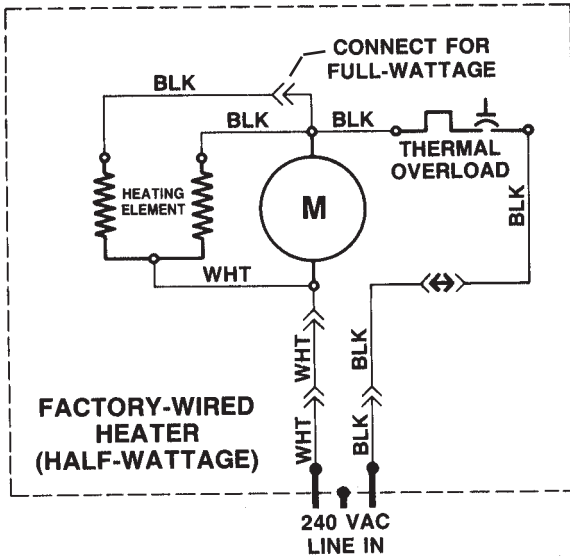 CONNECT FOR
FULL-WATTAGE
BLK
BLK
BLK
THERMAL
OVERLOAD
HEATING
ELEMENT
M
BLK
WHT
WHT
BLK
WHT
BLK
FACTORY-WIRED
HEATER
(HALF-WATTAGE)
240 VAC
LINE IN